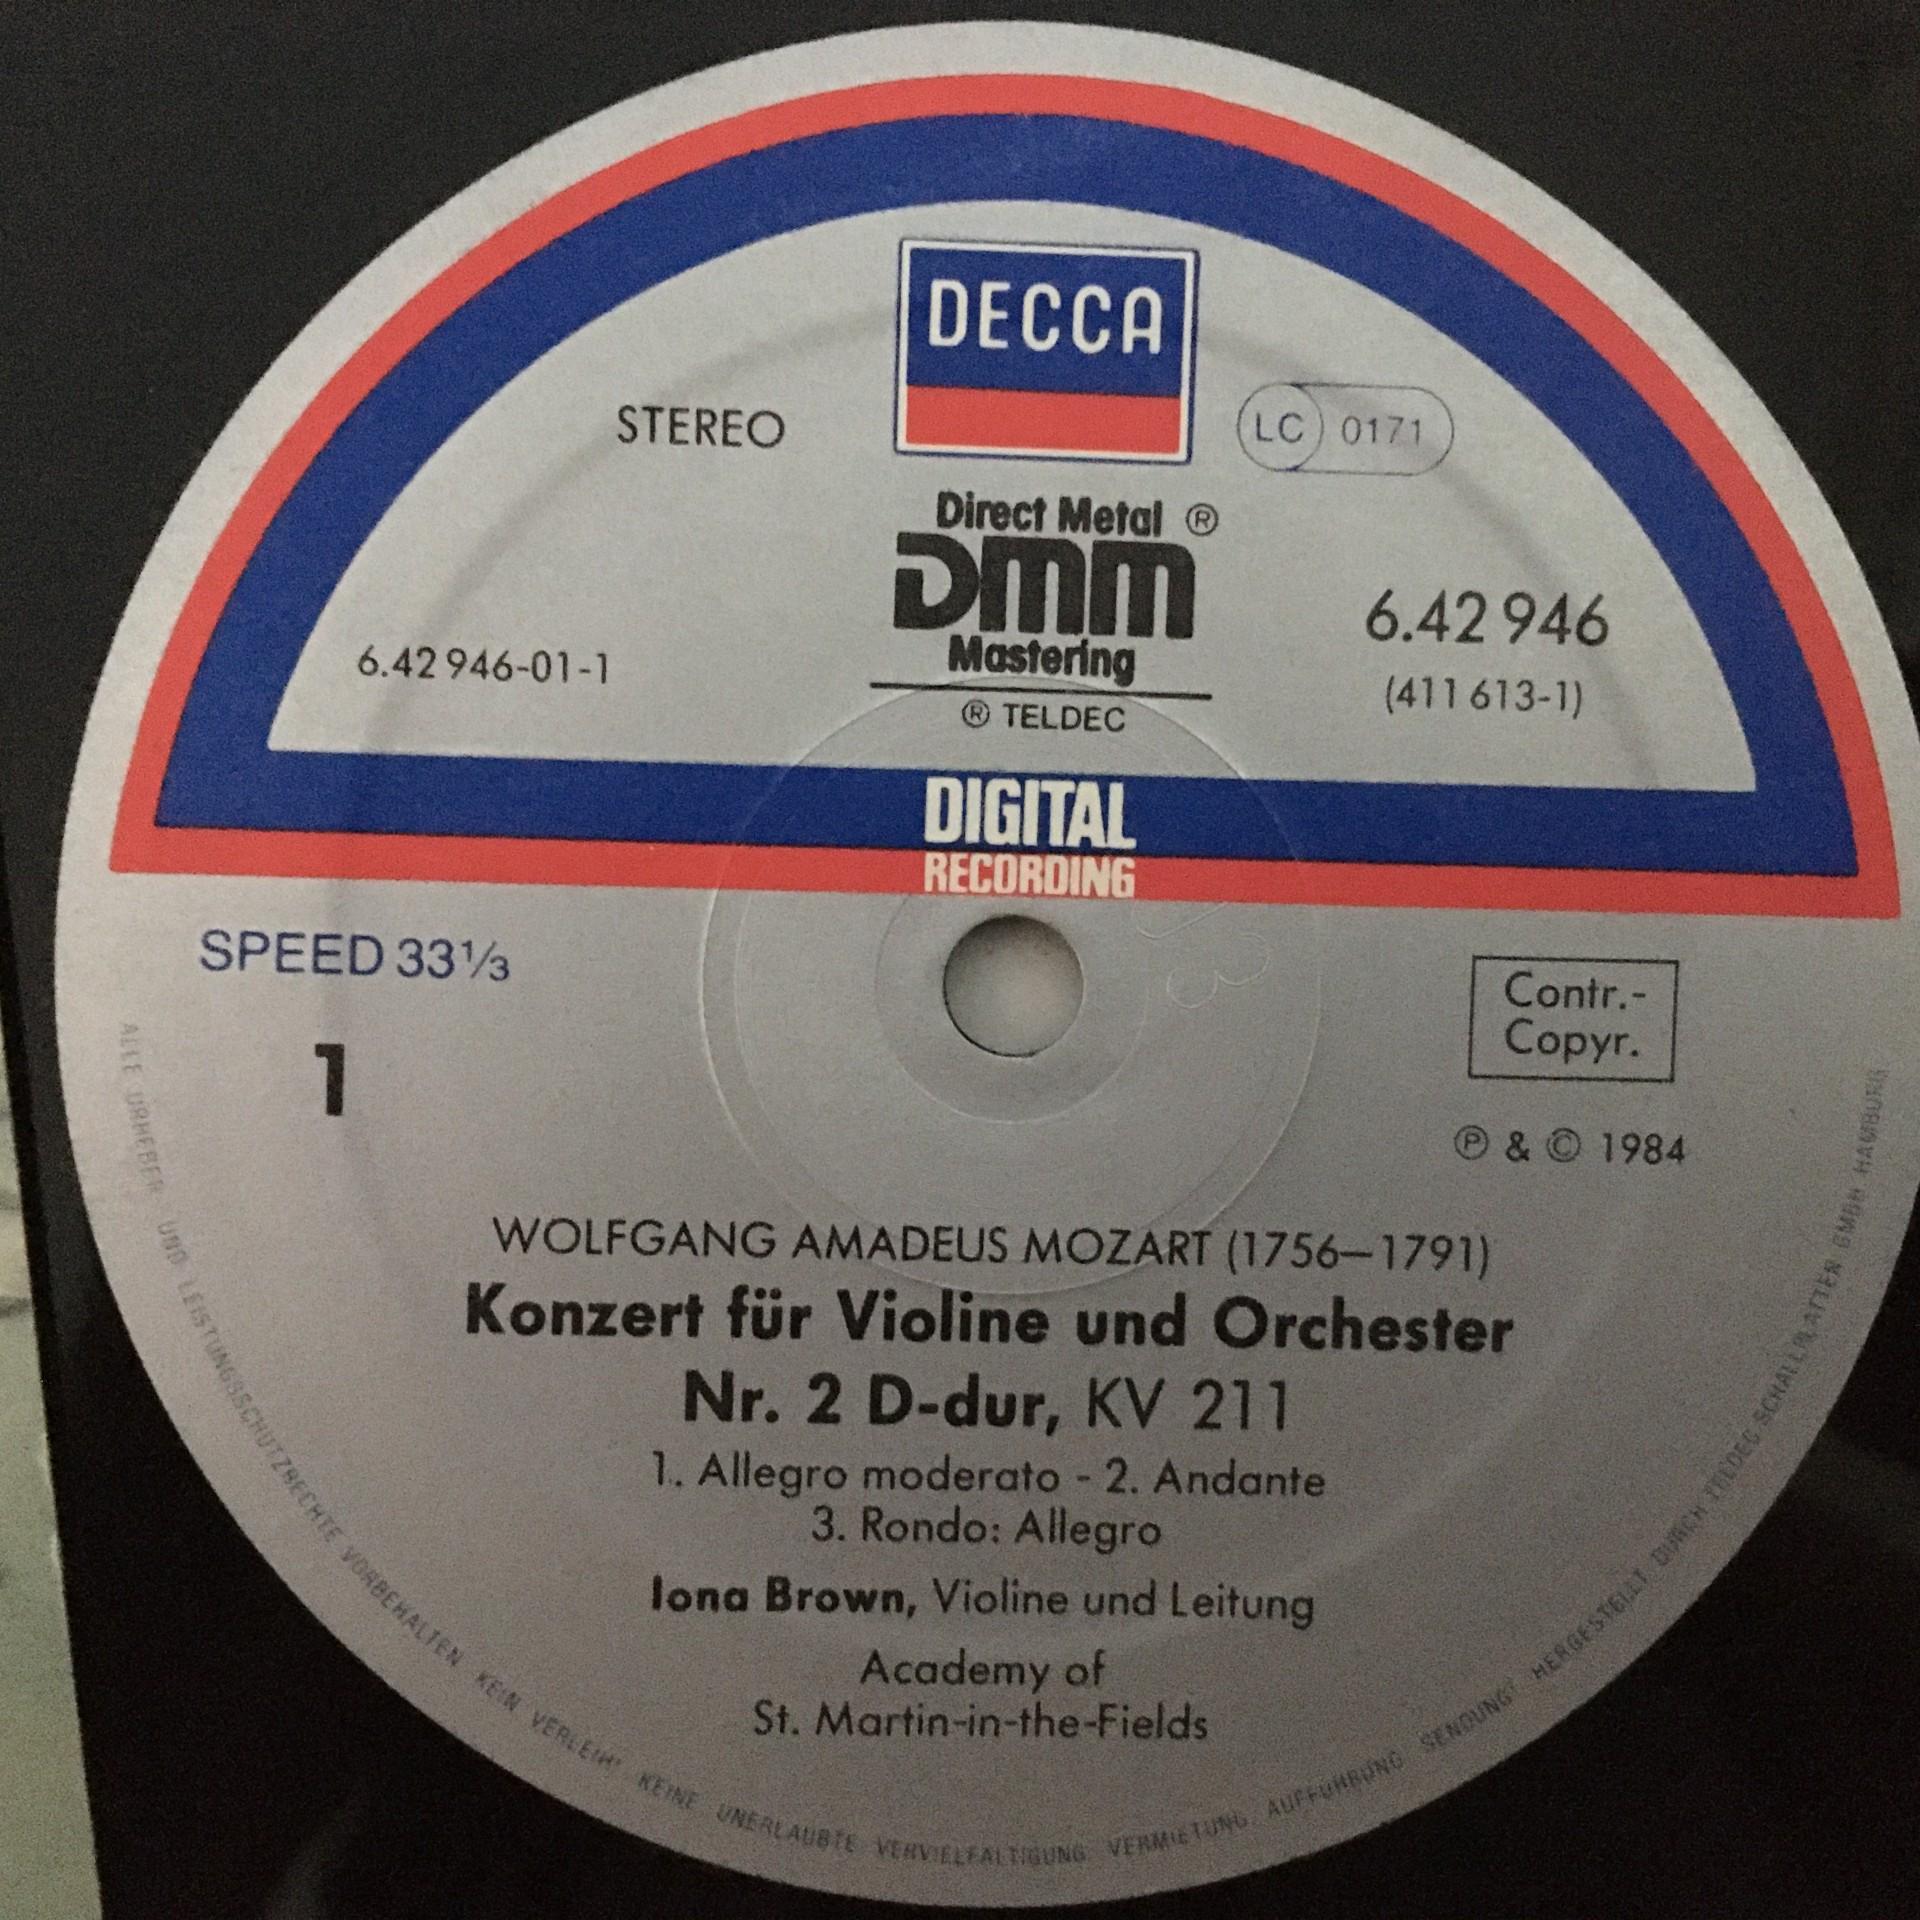 DECCA
STEREO
LC 0171
Direct Metal ®
DMM
Mastering
® TELDEC
6.42 946
(411 613-1)
6.42 946-01-1
DIGITAL
RECORDING
SPEED 33⅓
1
Contr.-
Copyr.
℗ & © 1984
WOLFGANG AMADEUS MOZART (1756–1791)
Konzert für Violine und Orchester
Nr. 2 D-dur, KV 211
1. Allegro moderato - 2. Andante
3. Rondo: Allegro
Iona Brown, Violine und Leitung
Academy of
St. Martin-in-the-Fields
ALLE URHEBER- UND LEISTUNGSSCHUTZRECHTE VORBEHALTEN KEIN VERLEIH! KEINE UNERLAUBTE VERVIELFÄLTIGUNG VERMIETUNG AUFFÜHRUNG SENDUNG! HERGESTELLT DURCH TELDEC SCHALLPLATTEN GMBH HAMBURG